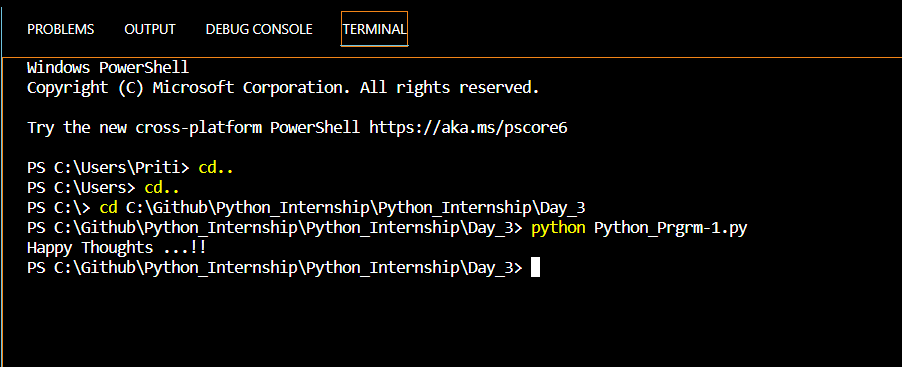 PROBLEMS OUTPUT DEBUG CONSOLE TERMINAL
Windows PowerShell
Copyright (C) Microsoft Corporation. All rights reserved.
Try the new cross-platform PowerShell https://aka.ms/pscore6
PS C:\Users\Priti> cd..
PS C:\Users> cd..
PS C:\> cd C:\Github\Python_Internship\Python_Internship\Day_3
PS C:\Github\Python_Internship\Python_Internship\Day_3> python Python_Prgrm-1.py
Happy Thoughts ...!!
PS C:\Github\Python_Internship\Python_Internship\Day_3>